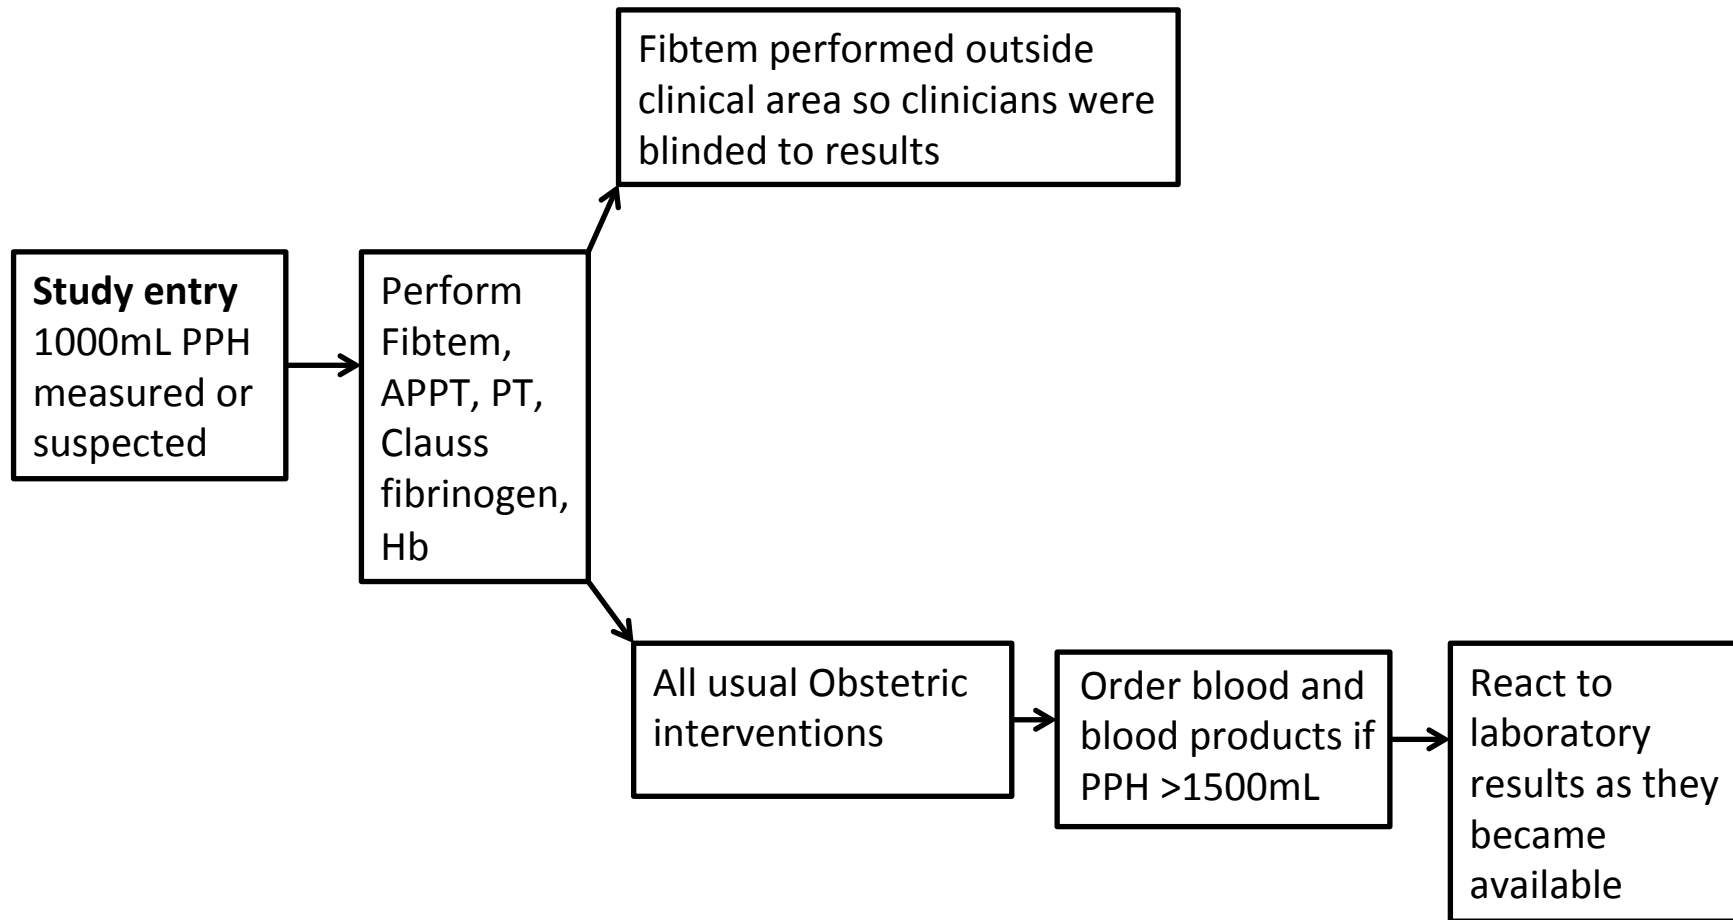 Fibtem performed outside
clinical area so clinicians were
blinded to results
Study entry
1000mL PPH
measured or
suspected
Perform
Fibtem,
APPT, PT,
Clauss
fibrinogen,
Hb
All usual Obstetric
interventions
Order blood and
blood products if
PPH >1500mL
React to
laboratory
results as they
became
available